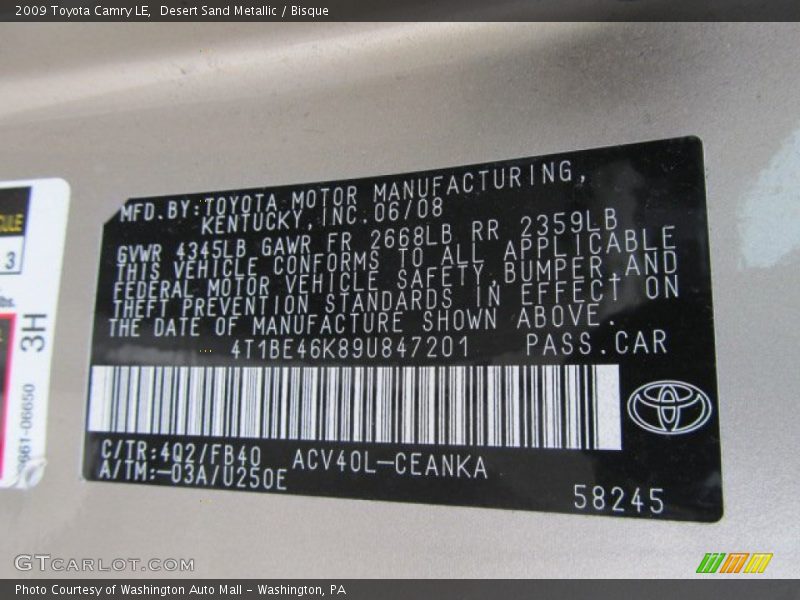 2009 Toyota Camry LE, Desert Sand Metallic / Bisque
MFD.BY:TOYOTA MOTOR MANUFACTURING,
KENTUCKY,INC.06/08
GVWR 4345LB GAWR FR 2668LB RR 2359LB
THIS VEHICLE CONFORMS TO ALL APPLICABLE
FEDERAL MOTOR VEHICLE SAFETY,BUMPER,AND
THEFT PREVENTION STANDARDS IN EFFECT ON
THE DATE OF MANUFACTURE SHOWN ABOVE.
4T1BE46K89U847201 PASS.CAR
C/TR:4Q2/FB40 ACV40L-CEANKA
A/TM:-03A/U250E
58245
3
3H
661-06650
GTCARLOT.COM
Photo Courtesy of Washington Auto Mall - Washington, PA